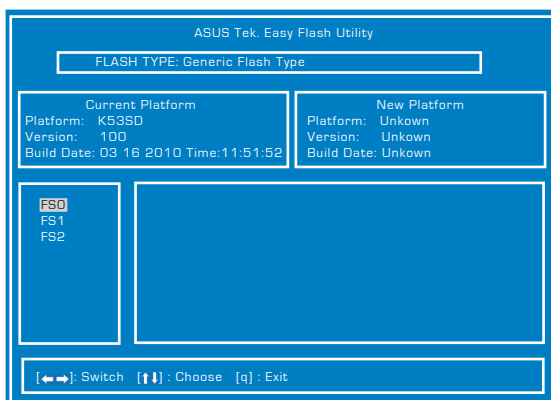 ASUS Tek. Easy Flash Utility
FLASH TYPE: Generic Flash Type
Current Platform
Platform: K53SD
Version: 100
Build Date: 03 16 2010 Time:11:51:52
New Platform
Platform: Unkown
Version: Unkown
Build Date: Unkown
FS0
FS1
FS2
[←→]: Switch [↑↓] : Choose [q] : Exit